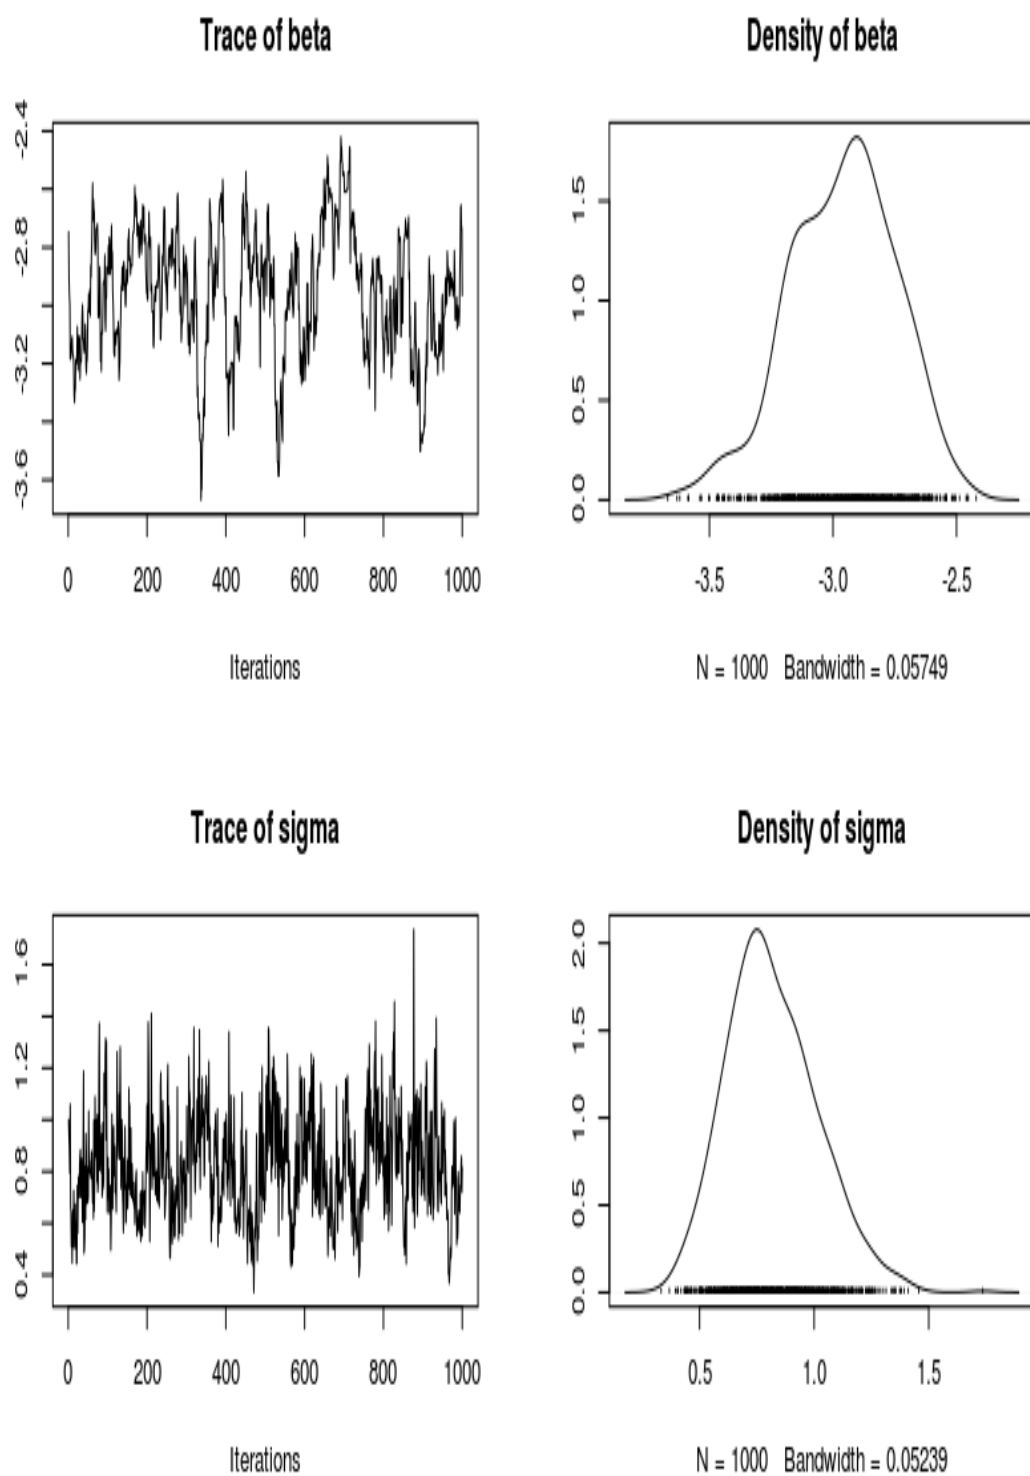 Trace of beta
-2.4
-2.8
-3.2
-3.6
0 200 400 600 800 1000
Iterations
Density of beta
1.5
1.0
0.5
0.0
-3.5 -3.0 -2.5
N = 1000 Bandwidth = 0.05749
Trace of sigma
1.6
1.2
0.8
0.4
0 200 400 600 800 1000
Iterations
Density of sigma
2.0
1.5
1.0
0.5
0.0
0.5 1.0 1.5
N = 1000 Bandwidth = 0.05239